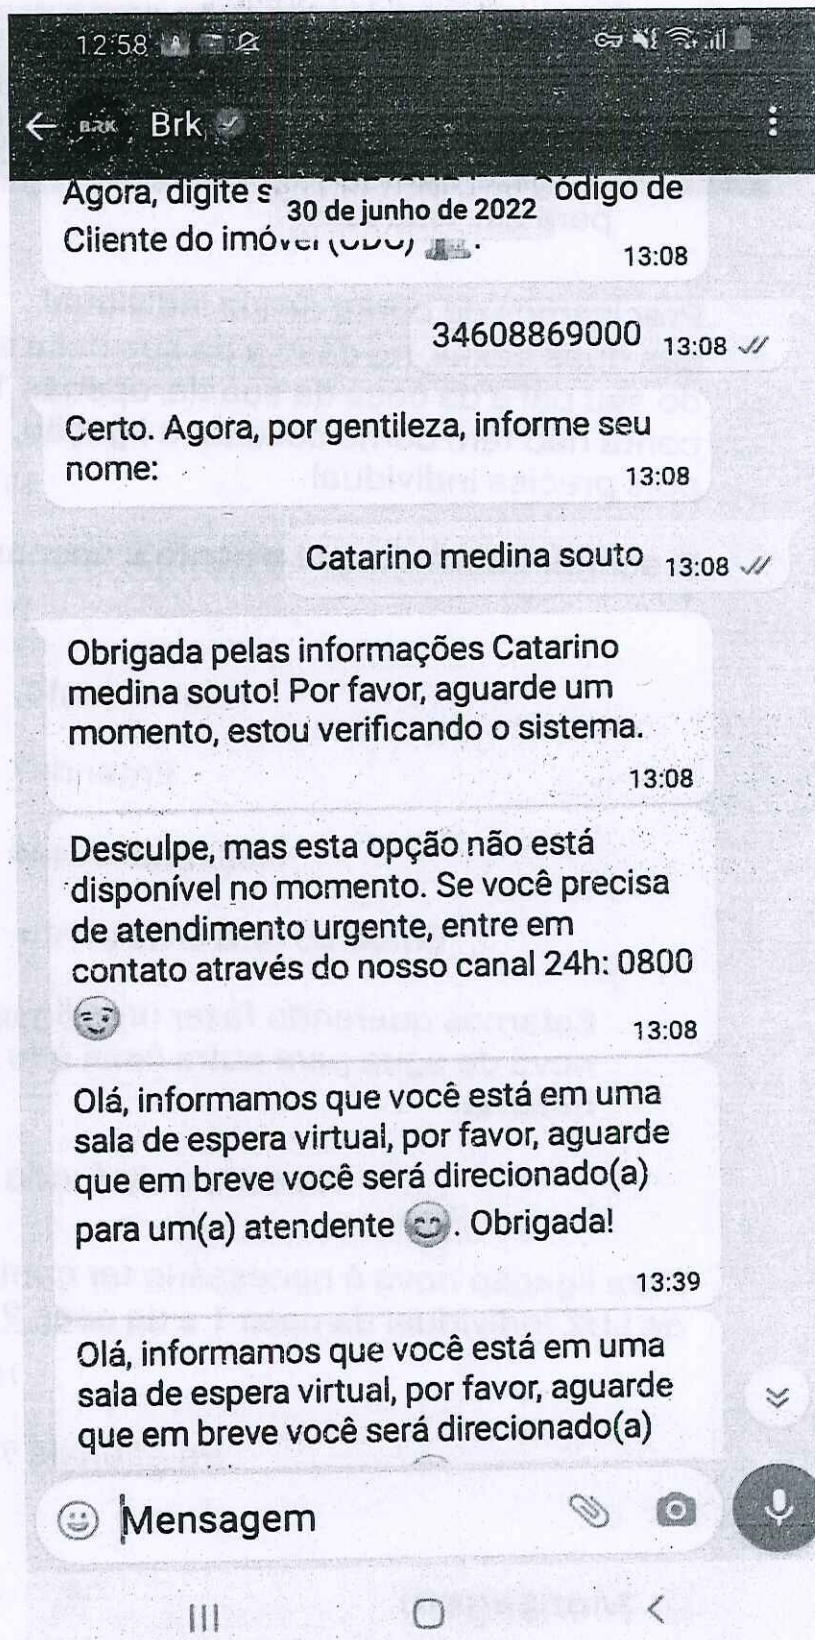 12:58
BRK Brk
Agora, digite s ódigo de
30 de junho de 2022
Cliente do imóvel (CDC) .
13:08
34608869000 13:08
Certo. Agora, por gentileza, informe seu
nome:
13:08
Catarino medina souto 13:08
Obrigada pelas informações Catarino
medina souto! Por favor, aguarde um
momento, estou verificando o sistema.
13:08
Desculpe, mas esta opção não está
disponível no momento. Se você precisa
de atendimento urgente, entre em
contato através do nosso canal 24h: 0800
13:08
Olá, informamos que você está em uma
sala de espera virtual, por favor, aguarde
que em breve você será direcionado(a)
para um(a) atendente 😊. Obrigada!
13:39
Olá, informamos que você está em uma
sala de espera virtual, por favor, aguarde
que em breve você será direcionado(a)
Mensagem